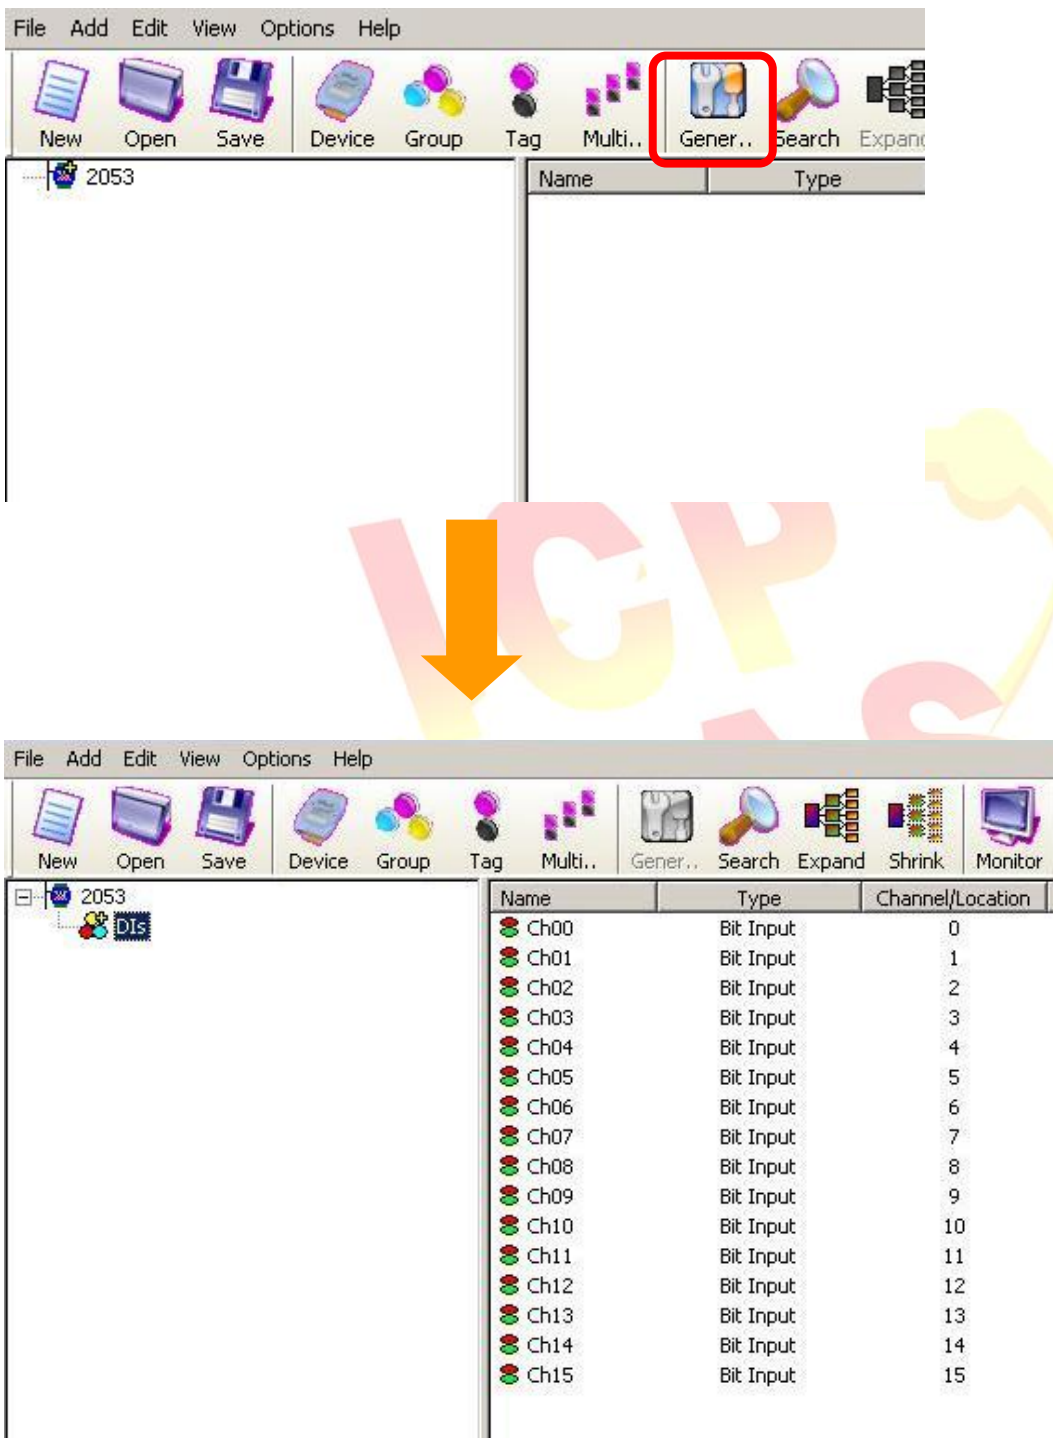 File Add Edit View Options Help
New Open Save Device Group Tag Multi.. Gener.. Search Expand
2053
Name Type
ICP
DAS
File Add Edit View Options Help
New Open Save Device Group Tag Multi.. Gener.. Search Expand Shrink Monitor
2053
DIs
Name Type Channel/Location
Ch00 Bit Input 0
Ch01 Bit Input 1
Ch02 Bit Input 2
Ch03 Bit Input 3
Ch04 Bit Input 4
Ch05 Bit Input 5
Ch06 Bit Input 6
Ch07 Bit Input 7
Ch08 Bit Input 8
Ch09 Bit Input 9
Ch10 Bit Input 10
Ch11 Bit Input 11
Ch12 Bit Input 12
Ch13 Bit Input 13
Ch14 Bit Input 14
Ch15 Bit Input 15